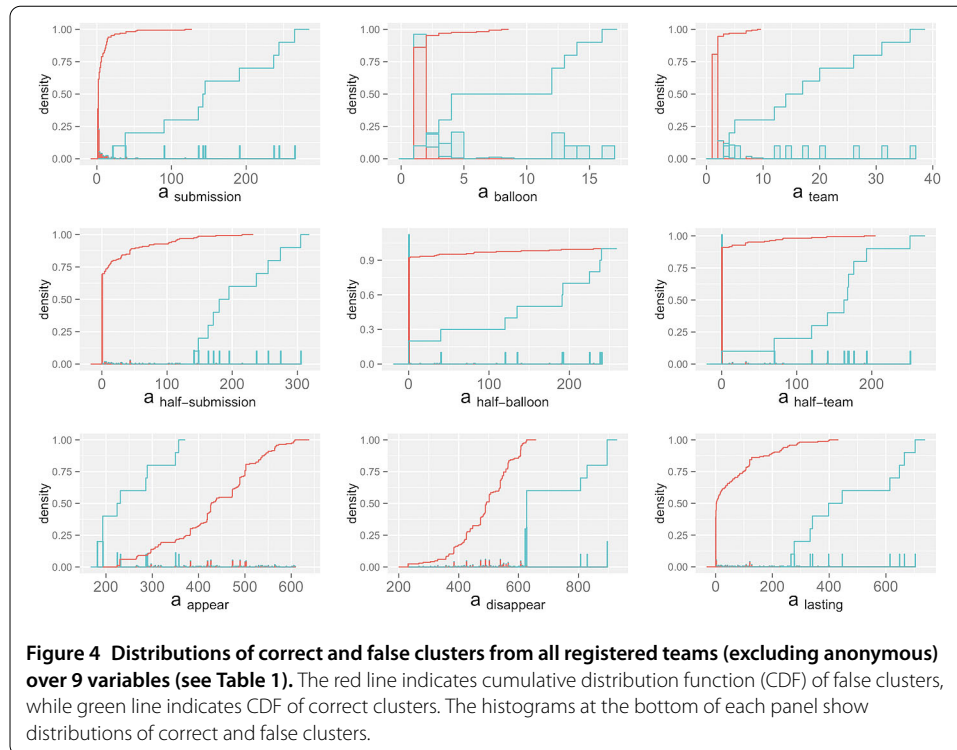 density
1.00
0.75
0.50
0.25
0.00
0 100 200
a submission
density
1.00
0.75
0.50
0.25
0.00
0 5 10 15
a balloon
density
1.00
0.75
0.50
0.25
0.00
0 10 20 30 40
a team
density
1.00
0.75
0.50
0.25
0.00
0 100 200 300
a half-submission
density
0.9
0.6
0.3
0.0
0 100 200
a half-balloon
density
1.00
0.75
0.50
0.25
0.00
0 100 200
a half-team
density
1.00
0.75
0.50
0.25
0.00
200 300 400 500 600
a appear
density
1.00
0.75
0.50
0.25
0.00
200 400 600 800
a disappear
density
1.00
0.75
0.50
0.25
0.00
0 200 400 600
a lasting
Figure 4 Distributions of correct and false clusters from all registered teams (excluding anonymous)
over 9 variables (see Table 1). The red line indicates cumulative distribution function (CDF) of false clusters,
while green line indicates CDF of correct clusters. The histograms at the bottom of each panel show
distributions of correct and false clusters.